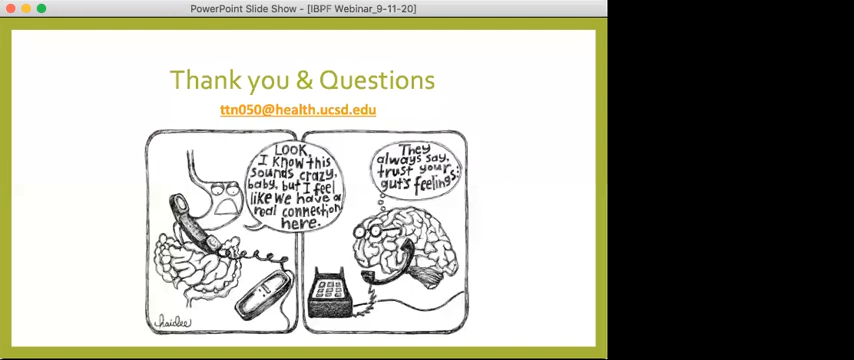 PowerPoint Slide Show - [IBPF Webinar_9-11-20]
Thank you & Questions
ttn050@health.ucsd.edu
LOOK,
I know this
sounds crazy,
baby, but I feel
like we have a
real connection
here.
They
always say,
trust your
gut's feelings.
haidee